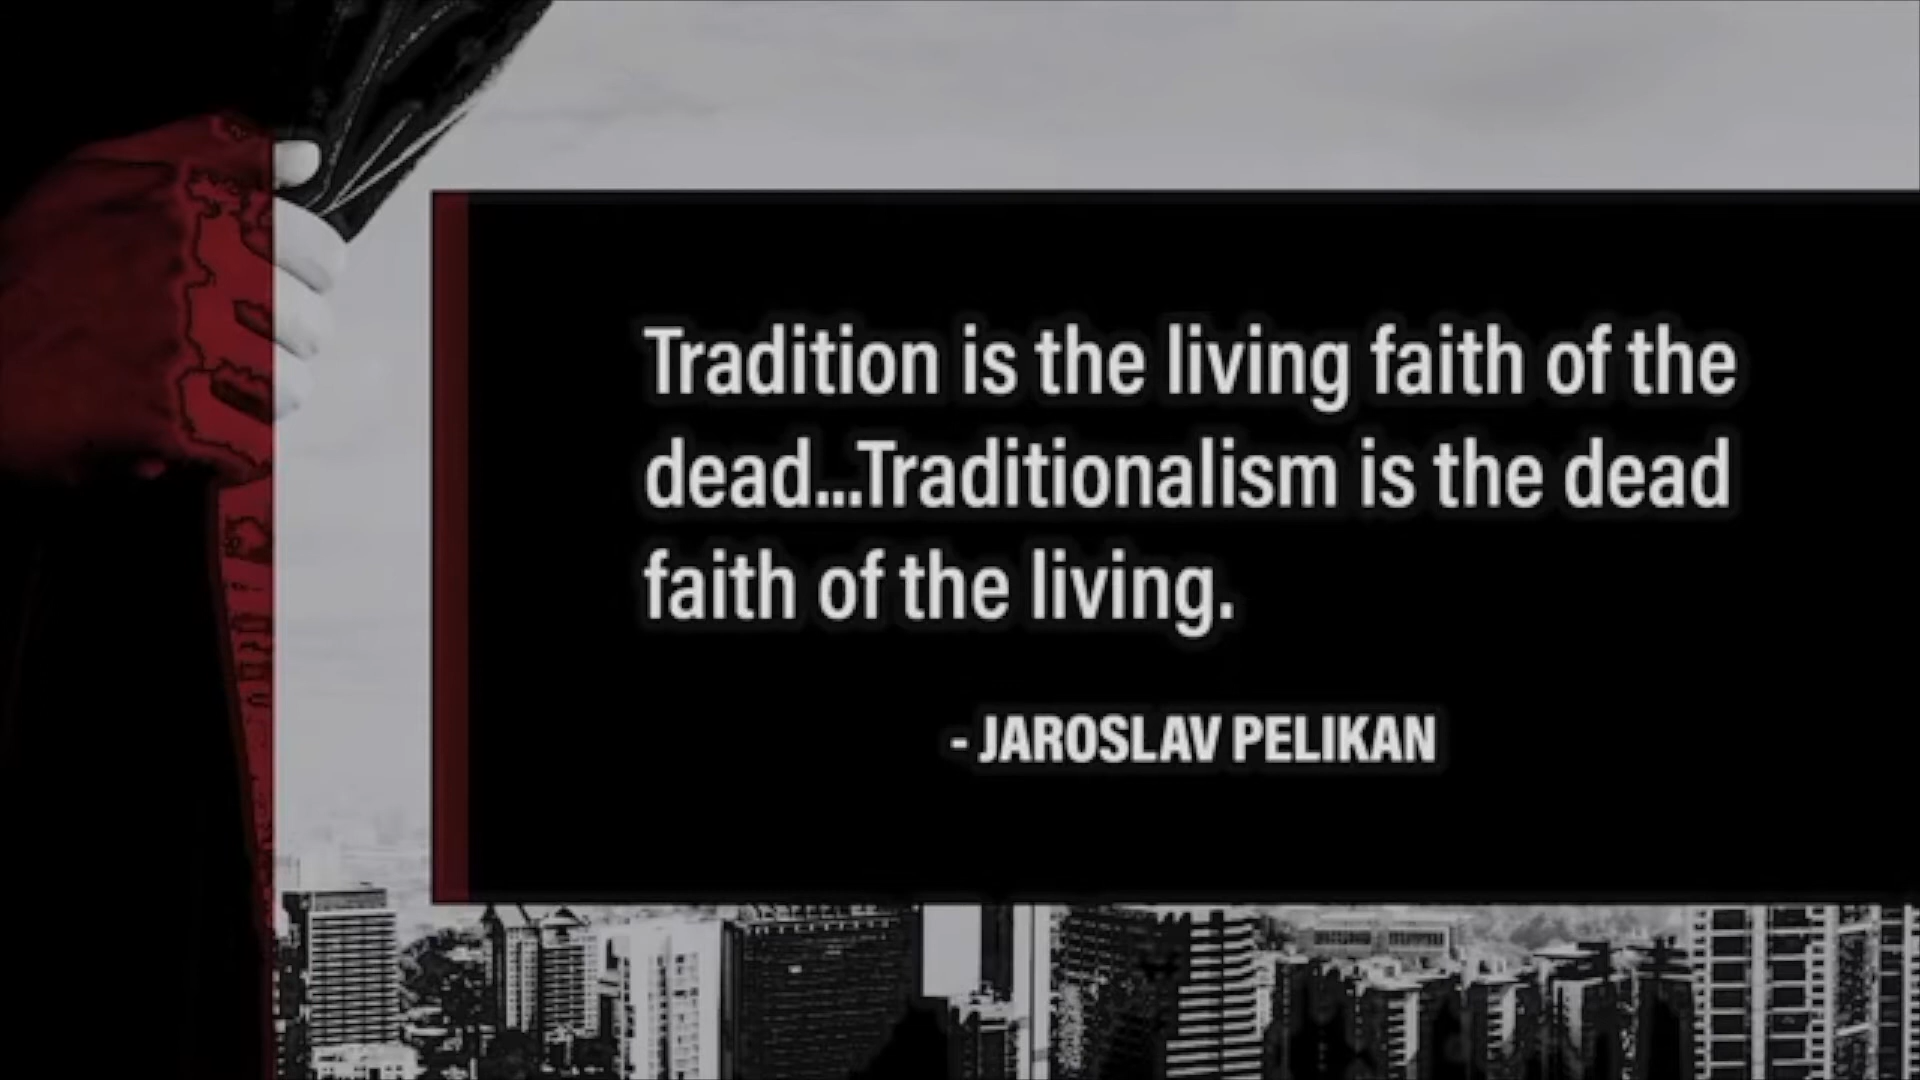 Tradition is the living faith of the
dead...Traditionalism is the dead
faith of the living.
- JAROSLAV PELIKAN